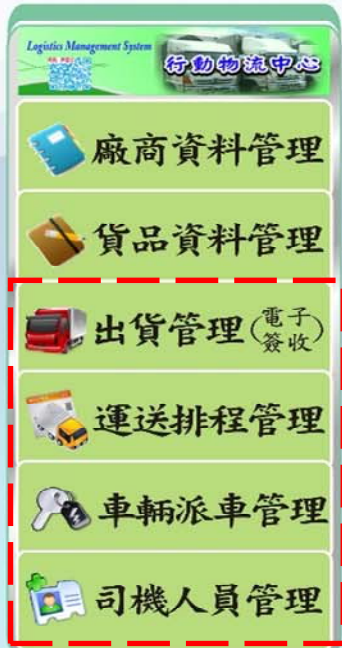 Logistics Management System
行動物流中心
廠商資料管理
貨品資料管理
出貨管理(電子簽收)
運送排程管理
車輛派車管理
司機人員管理